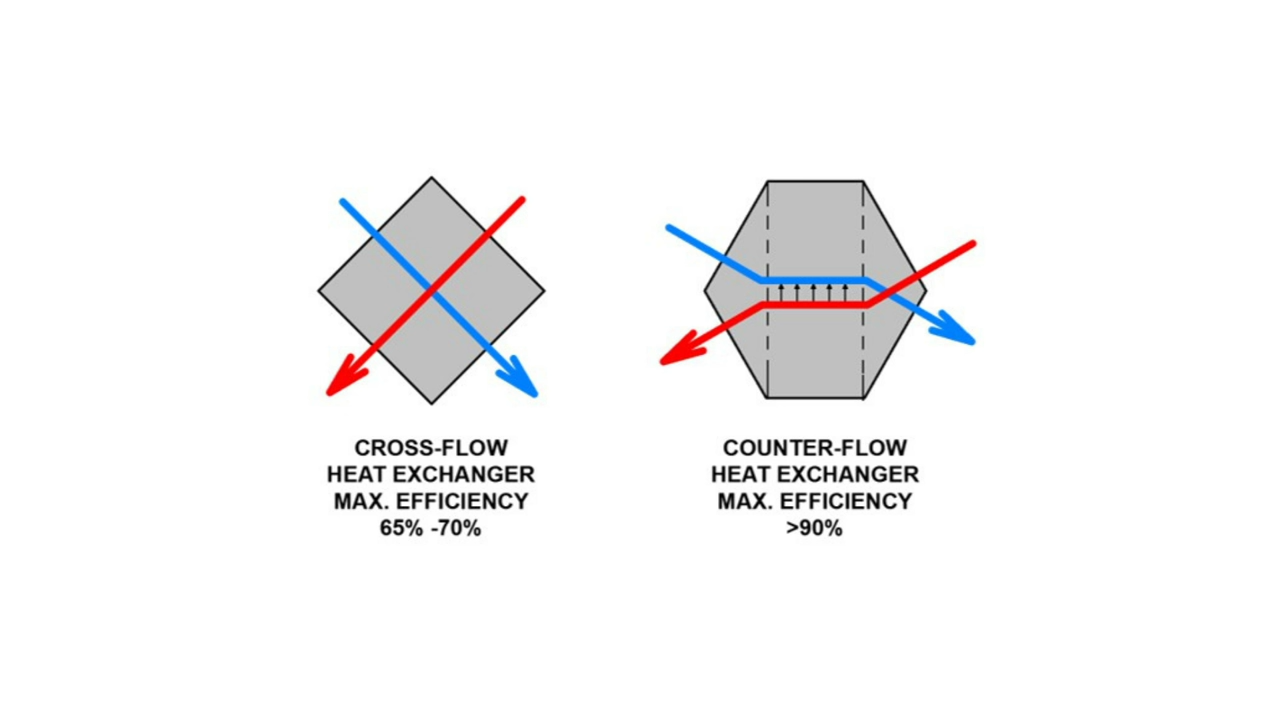 CROSS-FLOW
HEAT EXCHANGER
MAX. EFFICIENCY
65% -70%
COUNTER-FLOW
HEAT EXCHANGER
MAX. EFFICIENCY
>90%